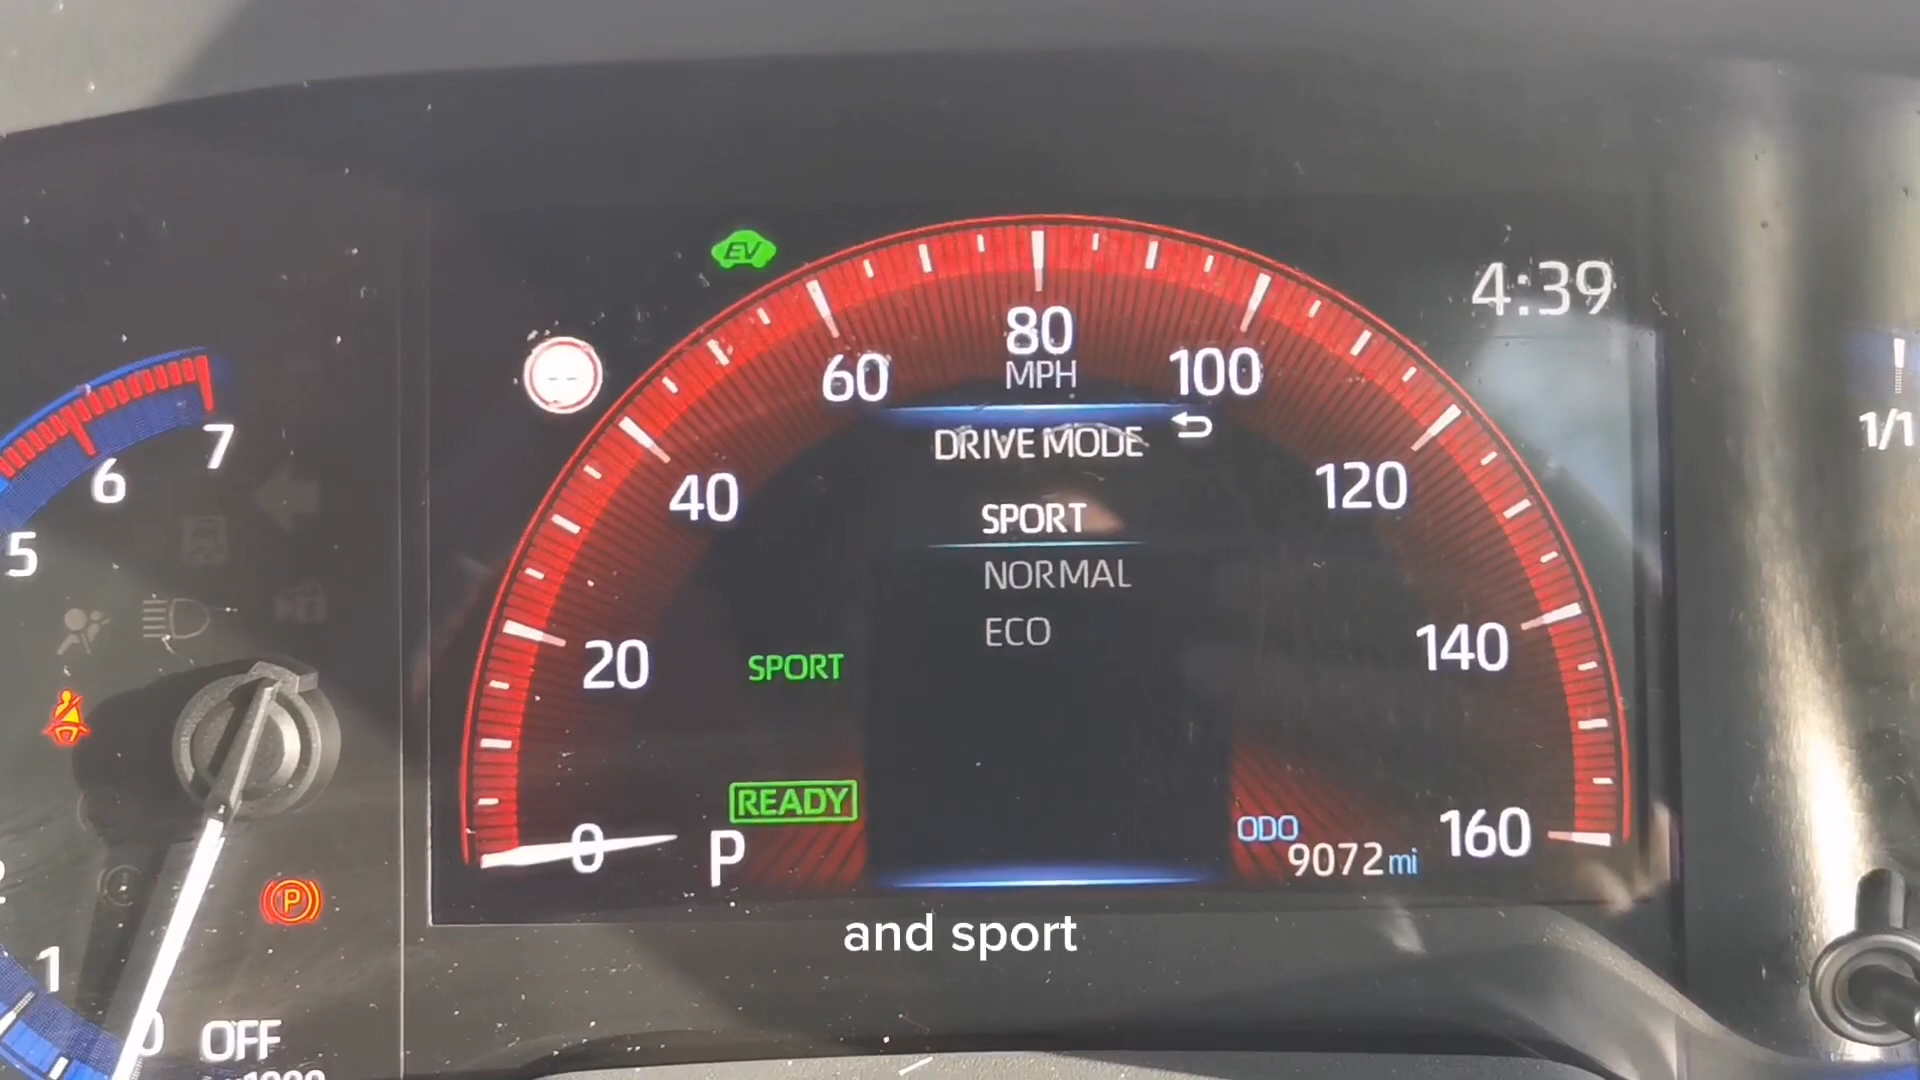 EV
4:39
80
MPH
60
100
DRIVE MODE
40
120
SPORT
NORMAL
ECO
20
SPORT
140
READY
0
P
ODO
9072 mi
160
7
6
5
1
0
OFF
P
1/1
and sport